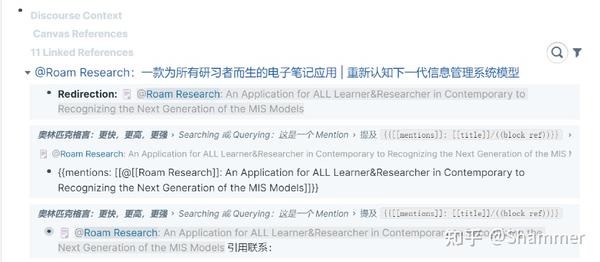 Discourse Context
Canvas References
11 Linked References
@Roam Research：一款为所有研习者而生的电子笔记应用 | 重新认知下一代信息管理系统模型
Redirection: @Roam Research: An Application for ALL Learner&Researcher in Contemporary to
Recognizing the Next Generation of the MIS Models
奥林匹克格言：更快，更高，更强 › Searching 或 Querying：这是一个 Mention › 提及 {{[[mentions]]: [[title]]/((block ref))}} ›
@Roam Research: An Application for ALL Learner&Researcher in Contemporary to Recognizing the Next Generation of the MIS M
{{mentions: [[@[[Roam Research]]: An Application for ALL Learner&Researcher in Contemporary to
Recognizing the Next Generation of the MIS Models]]}}
奥林匹克格言：更快，更高，更强 › Searching 或 Querying：这是一个 Mention › 提及 {{[[mentions]]: [[title]]/((block ref))}}
@Roam Research: An Application for ALL Learner&Researcher in Contemporary to Recognizing the
Next Generation of the MIS Models 引用联系：
知乎 @Shammer